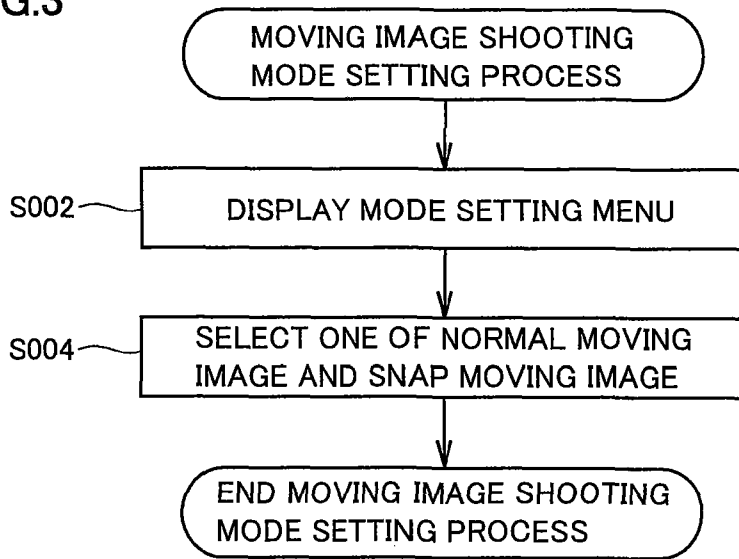 G.3
MOVING IMAGE SHOOTING
MODE SETTING PROCESS
S002
DISPLAY MODE SETTING MENU
S004
SELECT ONE OF NORMAL MOVING
IMAGE AND SNAP MOVING IMAGE
END MOVING IMAGE SHOOTING
MODE SETTING PROCESS